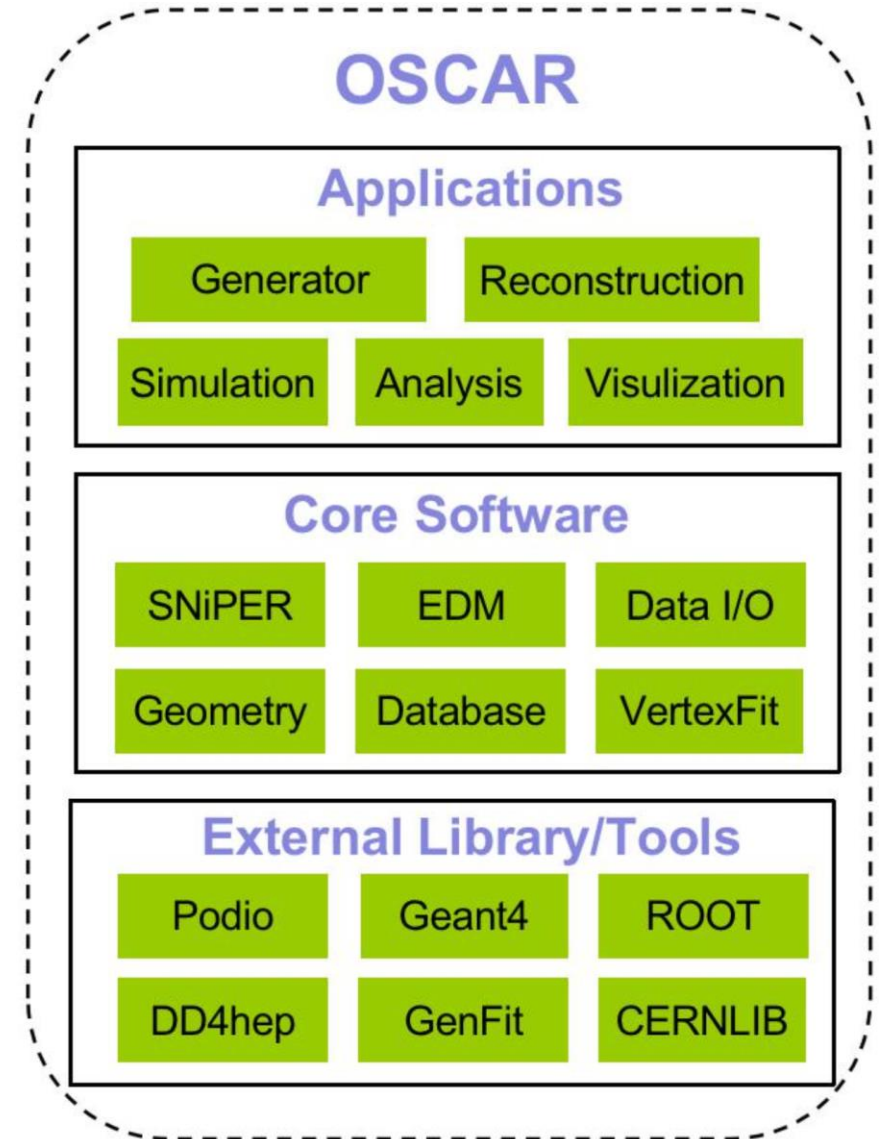 OSCAR
Applications
Generator Reconstruction
Simulation Analysis Visulization
Core Software
SNiPER EDM Data I/O
Geometry Database VertexFit
External Library/Tools
Podio Geant4 ROOT
DD4hep GenFit CERNLIB